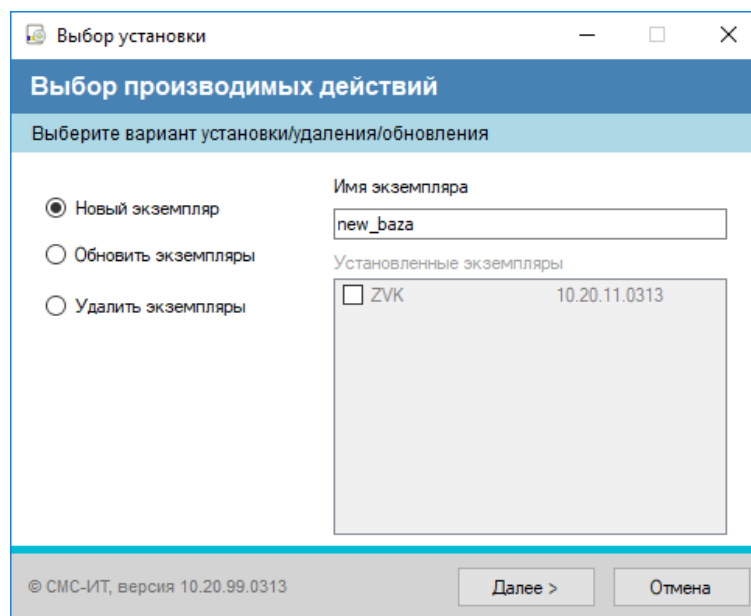 Выбор установки
Выбор производимых действий
Выберите вариант установки/удаления/обновления
Новый экземпляр
Обновить экземпляры
Удалить экземпляры
Имя экземпляра
new_baza
Установленные экземпляры
ZVK 10.20.11.0313
© СМС-ИТ, версия 10.20.99.0313
Далее >
Отмена